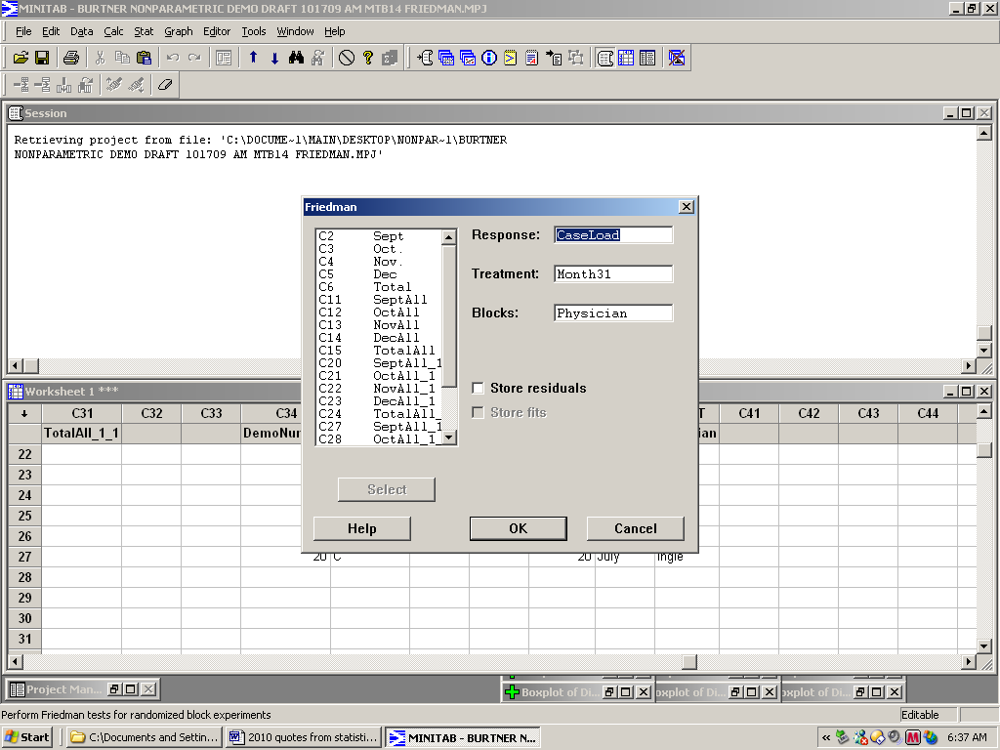 MINITAB - BURTNER NONPARAMETRIC DEMO DRAFT 101709 AM MTB14 FRIEDMAN.MPJ
File Edit Data Calc Stat Graph Editor Tools Window Help
Session
Retrieving project from file: 'C:\DOCUME~1\MAIN\DESKTOP\NONPAR~1\BURTNER
NONPARAMETRIC DEMO DRAFT 101709 AM MTB14 FRIEDMAN.MPJ'
Friedman
C2 Sept
C3 Oct.
C4 Nov.
C5 Dec
C6 Total
C11 SeptAll
C12 OctAll
C13 NovAll
C14 DecAll
C15 TotalAll
C20 SeptAll_1
C21 OctAll_1
C22 NovAll_1
C23 DecAll_1
C24 TotalAll_
C27 SeptAll_1
C28 OctAll_1_
Response: CaseLoad
Treatment: Month31
Blocks: Physician
Store residuals
Store fits
Select
Help OK Cancel
Worksheet 1 ***
C31 C32 C33 C34 T C41 C42 C43 C44
TotalAll_1_1 DemoNur ian
22
23
24
25
26
27 20 C 20 July Ingle
28
29
30
31
Project Man...
Boxplot of Di... oxplot of Di... oxplot of Di...
Perform Friedman tests for randomized block experiments Editable
Start C:\Documents and Settin... 2010 quotes from statisti... MINITAB - BURTNER N... « 6:37 AM